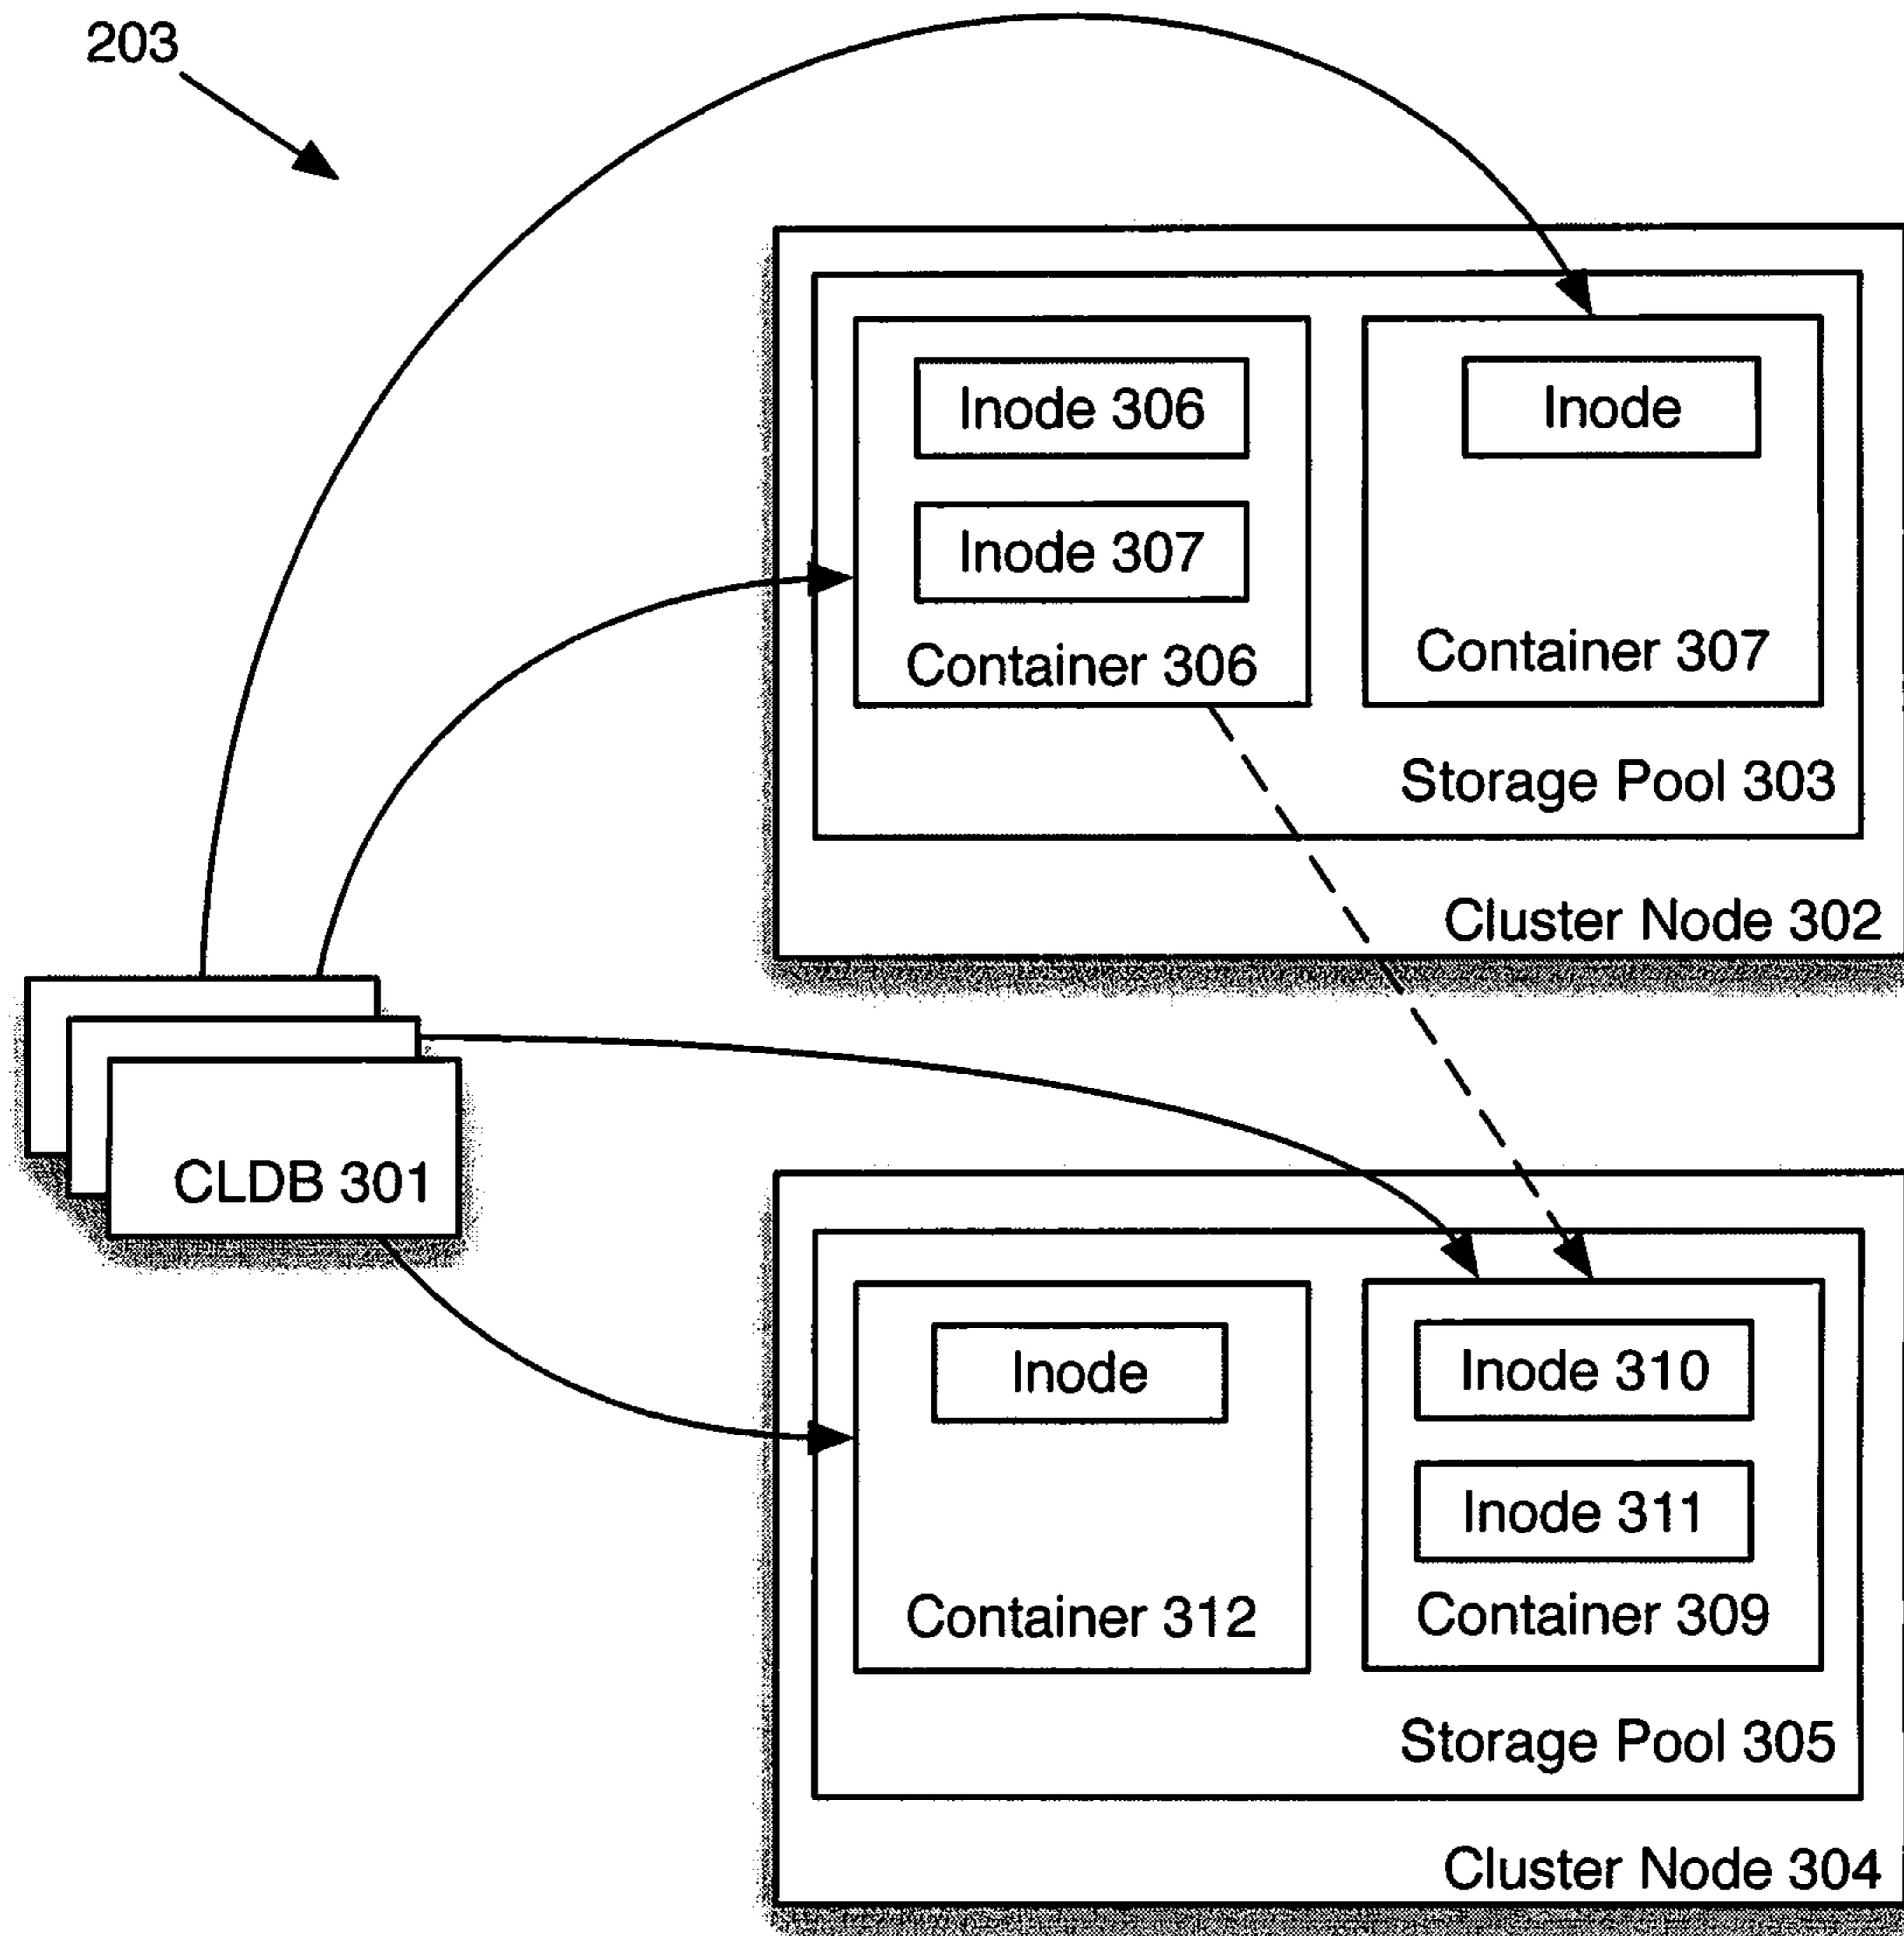 203
Inode 306
Inode
Inode 307
Container 306
Container 307
Storage Pool 303
Cluster Node 302
CLDB 301
Inode
Inode 310
Inode 311
Container 312
Container 309
Storage Pool 305
Cluster Node 304